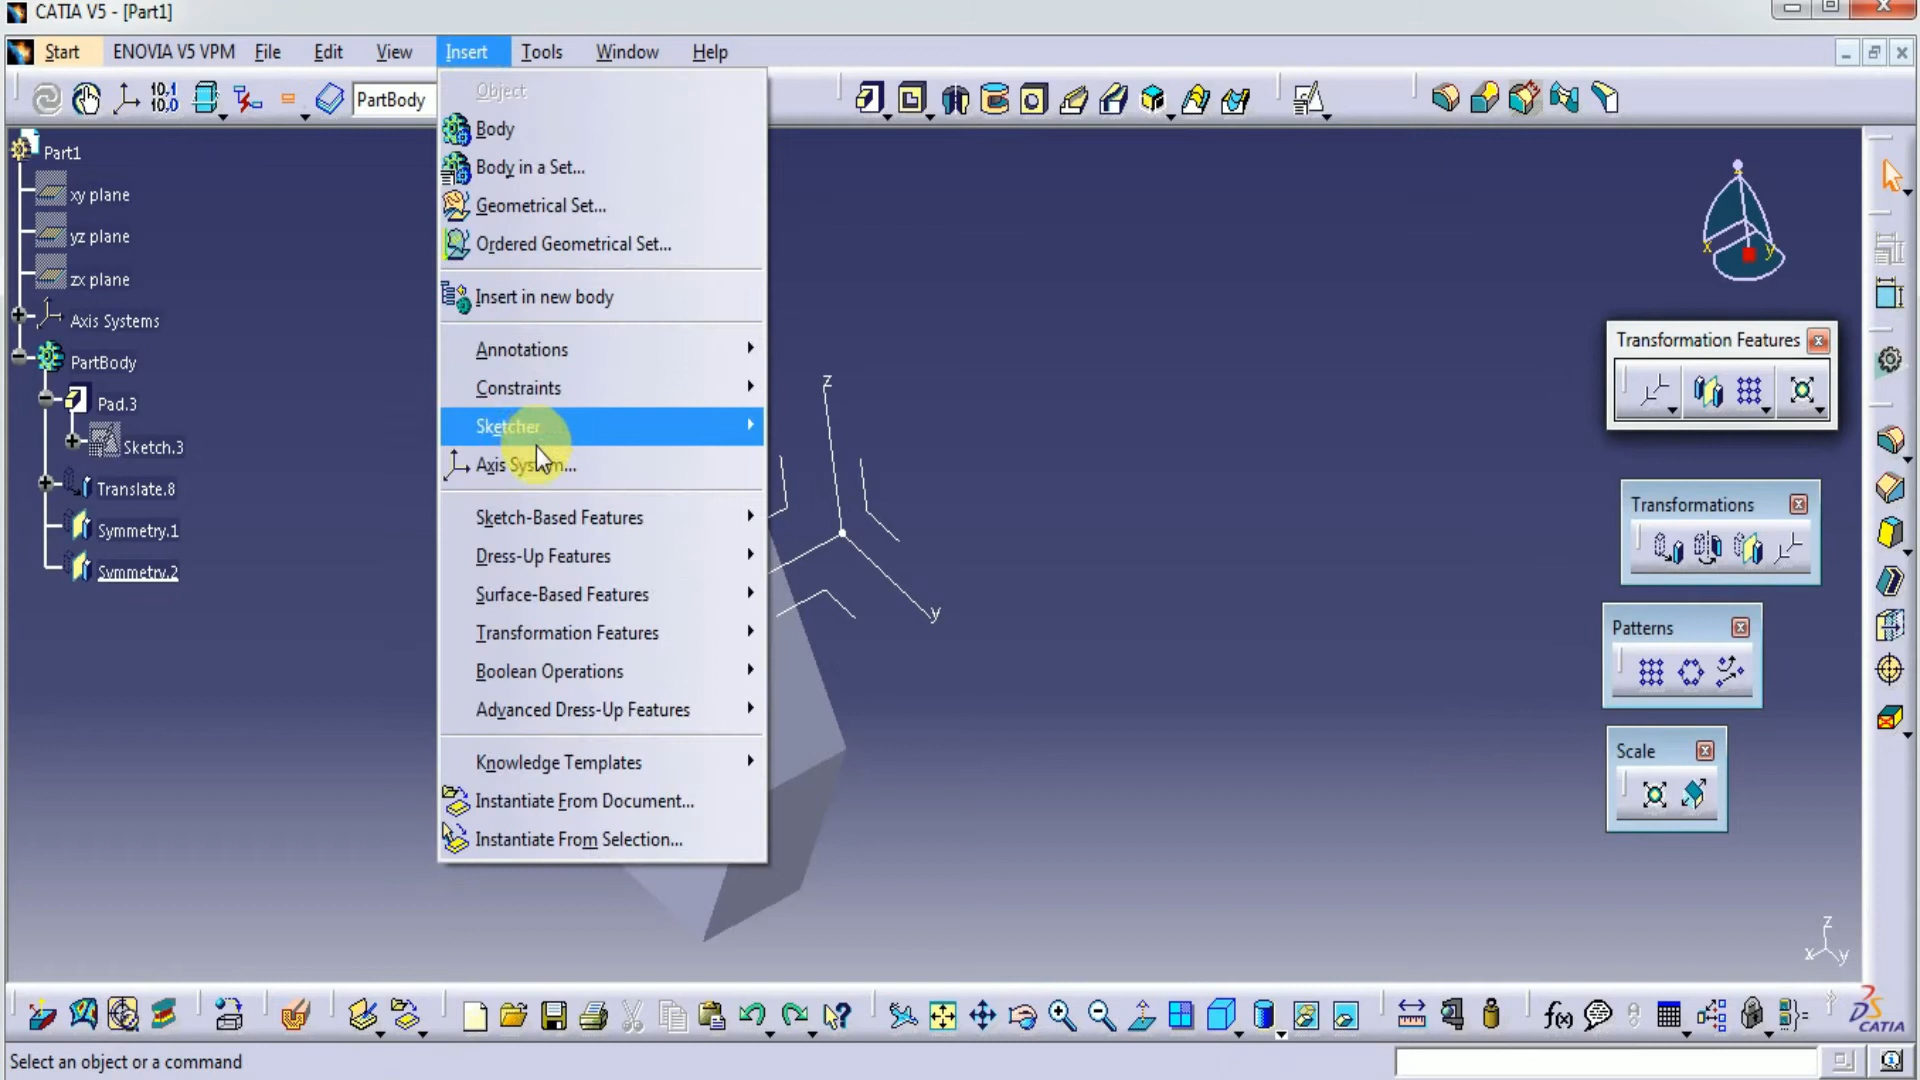 CATIA V5 - [Part1]
Start ENOVIA V5 VPM File Edit View Insert Tools Window Help
10,1
10,0
PartBody
Object
Body
Body in a Set...
Geometrical Set...
Ordered Geometrical Set...
Insert in new body
Annotations
Constraints
Sketcher
Axis System...
Sketch-Based Features
Dress-Up Features
Surface-Based Features
Transformation Features
Boolean Operations
Advanced Dress-Up Features
Knowledge Templates
Instantiate From Document...
Instantiate From Selection...
Part1
xy plane
yz plane
zx plane
Axis Systems
PartBody
Pad.3
Sketch.3
Translate.8
Symmetry.1
Symmetry.2
z
y
z
x
y
Transformation Features
Transformations
Patterns
Scale
z
x y
f(x)
CATIA
Select an object or a command